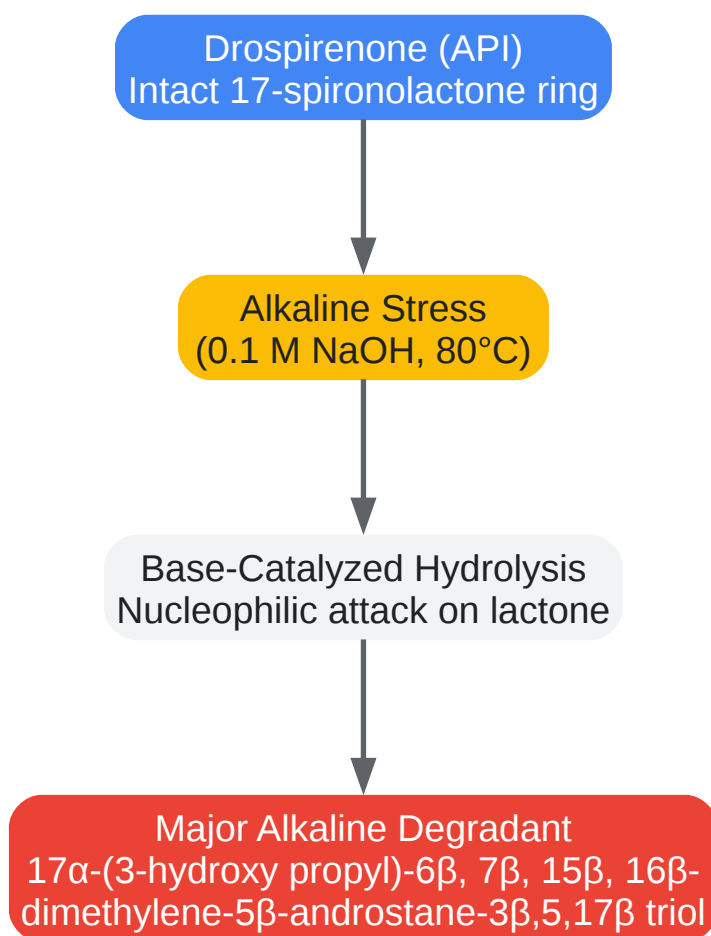 Drospirenone (API)
Intact 17-spironolactone ring
Alkaline Stress
(0.1 M NaOH, 80°C)
Base-Catalyzed Hydrolysis
Nucleophilic attack on lactone
Major Alkaline Degradant
17α-(3-hydroxy propyl)-6β, 7β, 15β, 16β-
dimethylene-5β-androstane-3β,5,17β triol